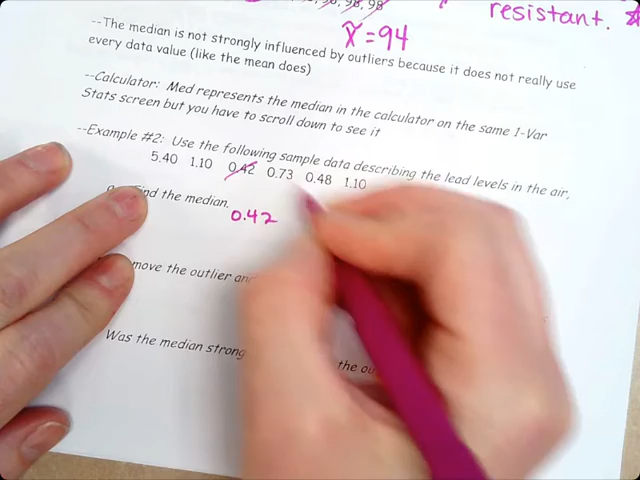 98, 98
resistant.
x̃ = 94
--The median is not strongly influenced by outliers because it does not really use
every data value (like the mean does)
--Calculator: Med represents the median in the calculator on the same 1-Var
Stats screen but you have to scroll down to see it
--Example #2: Use the following sample data describing the lead levels in the air.
5.40 1.10 0.42 0.73 0.48 1.10
find the median.
0.42
move the outlier and
Was the median strong
the ou